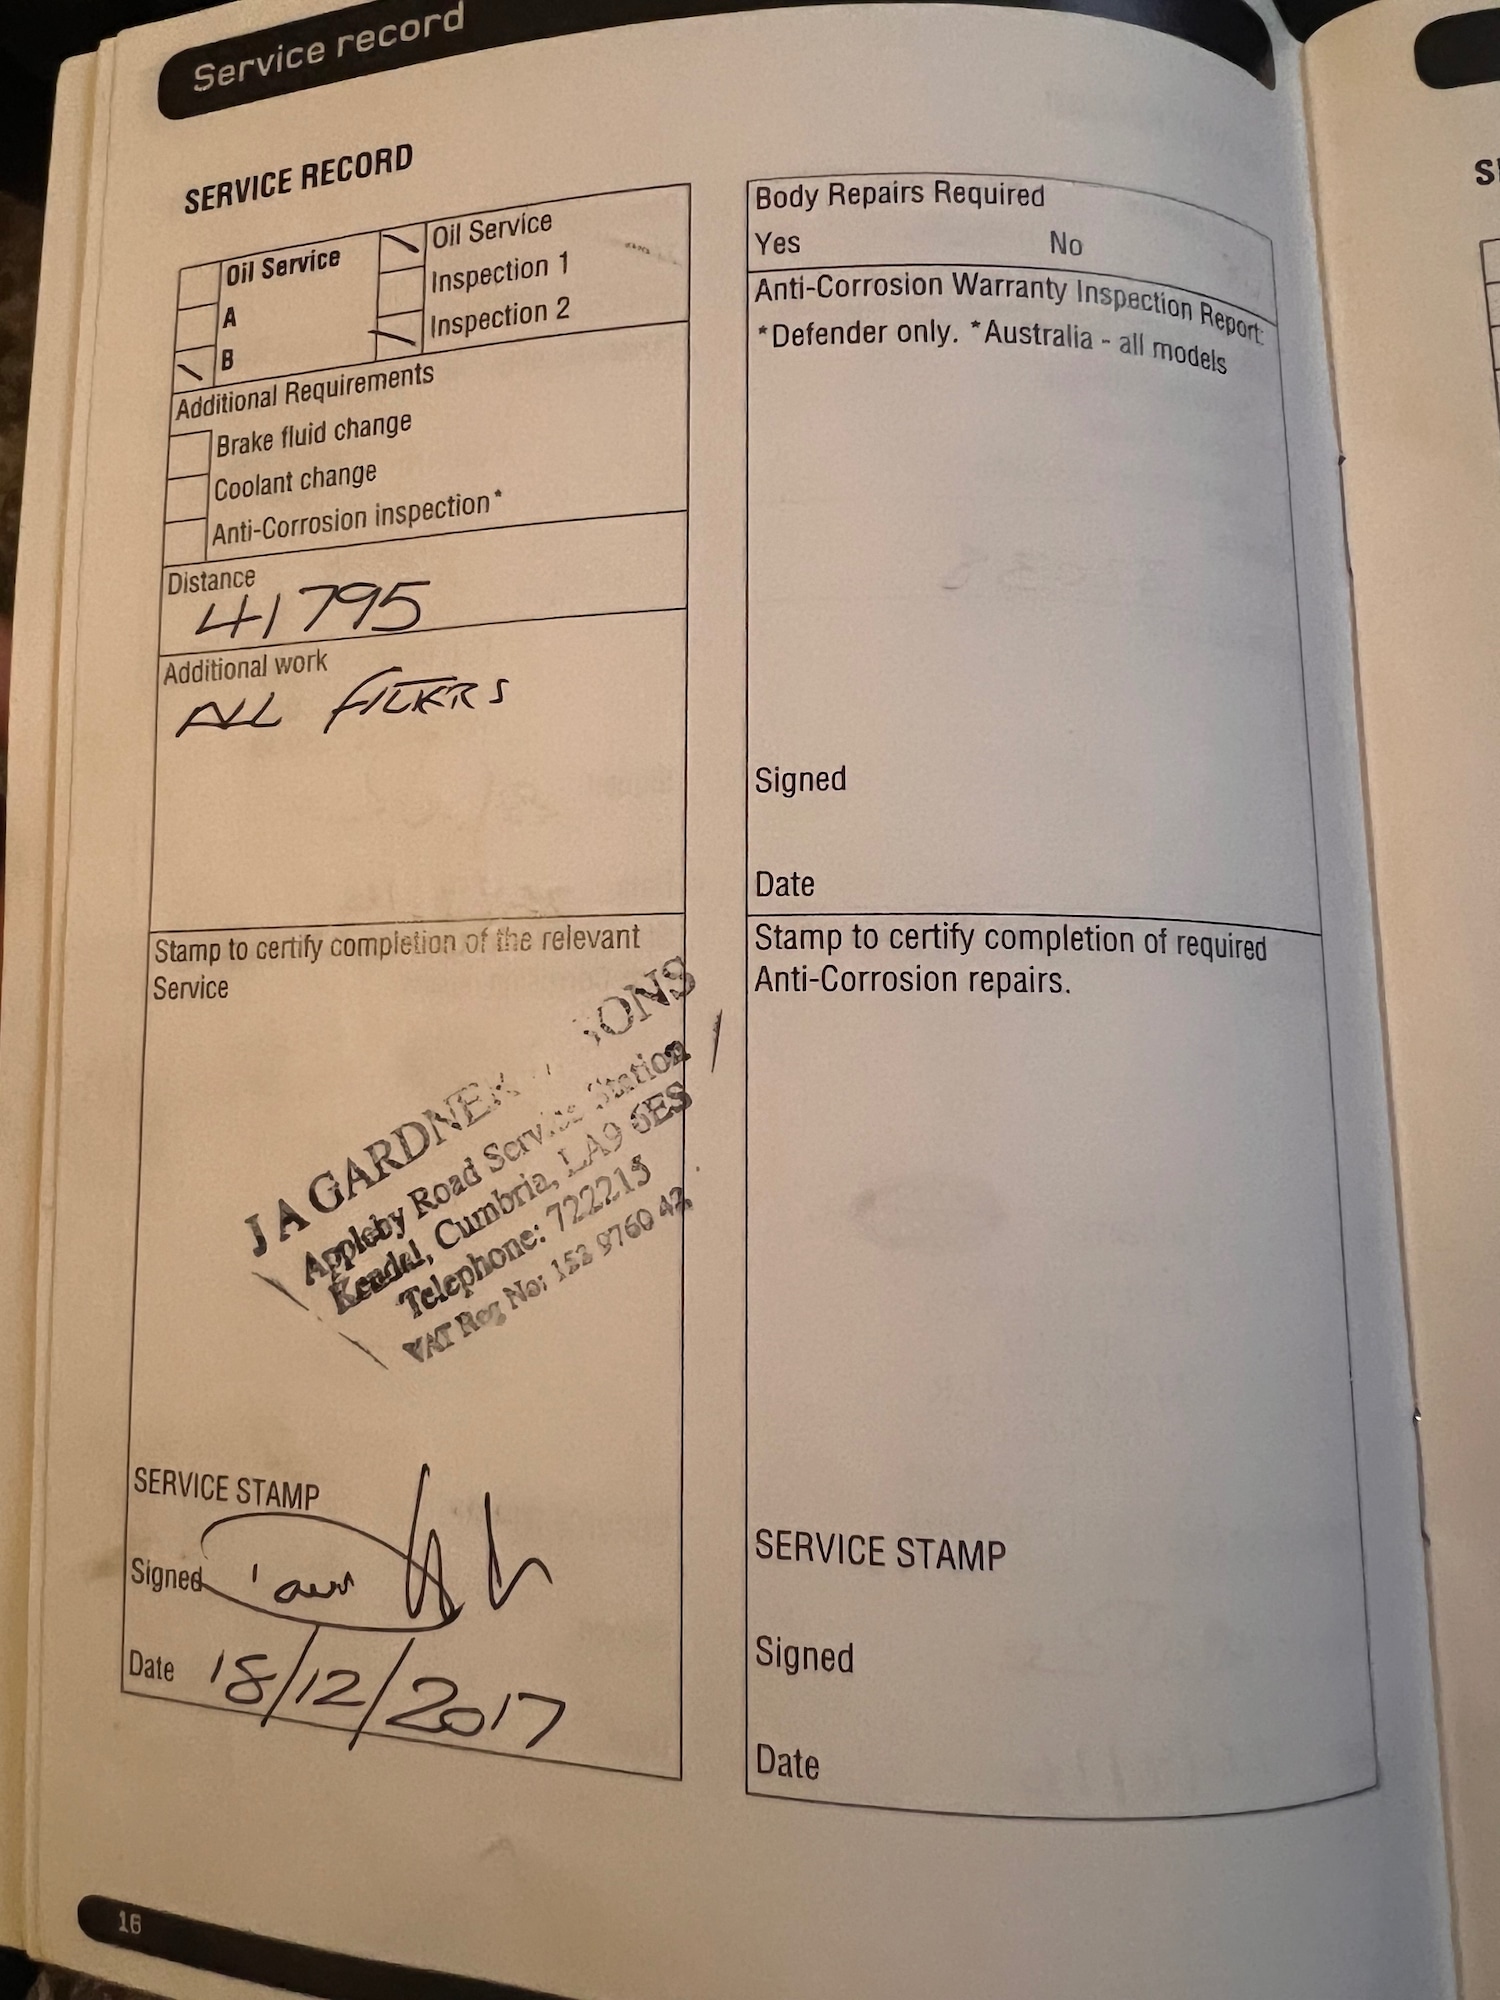 Service record
SERVICE RECORD
Oil Service
A
B
Oil Service
Inspection 1
Inspection 2
Additional Requirements
Brake fluid change
Coolant change
Anti-Corrosion inspection*
Distance
41795
Additional work
ALL FILTERS
Stamp to certify completion of the relevant
Service
J A GARDNER SONS
Appleby Road Service Station
Kendal, Cumbria, LA9 6ES
Telephone: 722213
VAT Reg No: 153 9760 42
SERVICE STAMP
Signed
Date 18/12/2017
Body Repairs Required
Yes No
Anti-Corrosion Warranty Inspection Report:
*Defender only. *Australia - all models
Signed
Date
Stamp to certify completion of required
Anti-Corrosion repairs.
SERVICE STAMP
Signed
Date
16